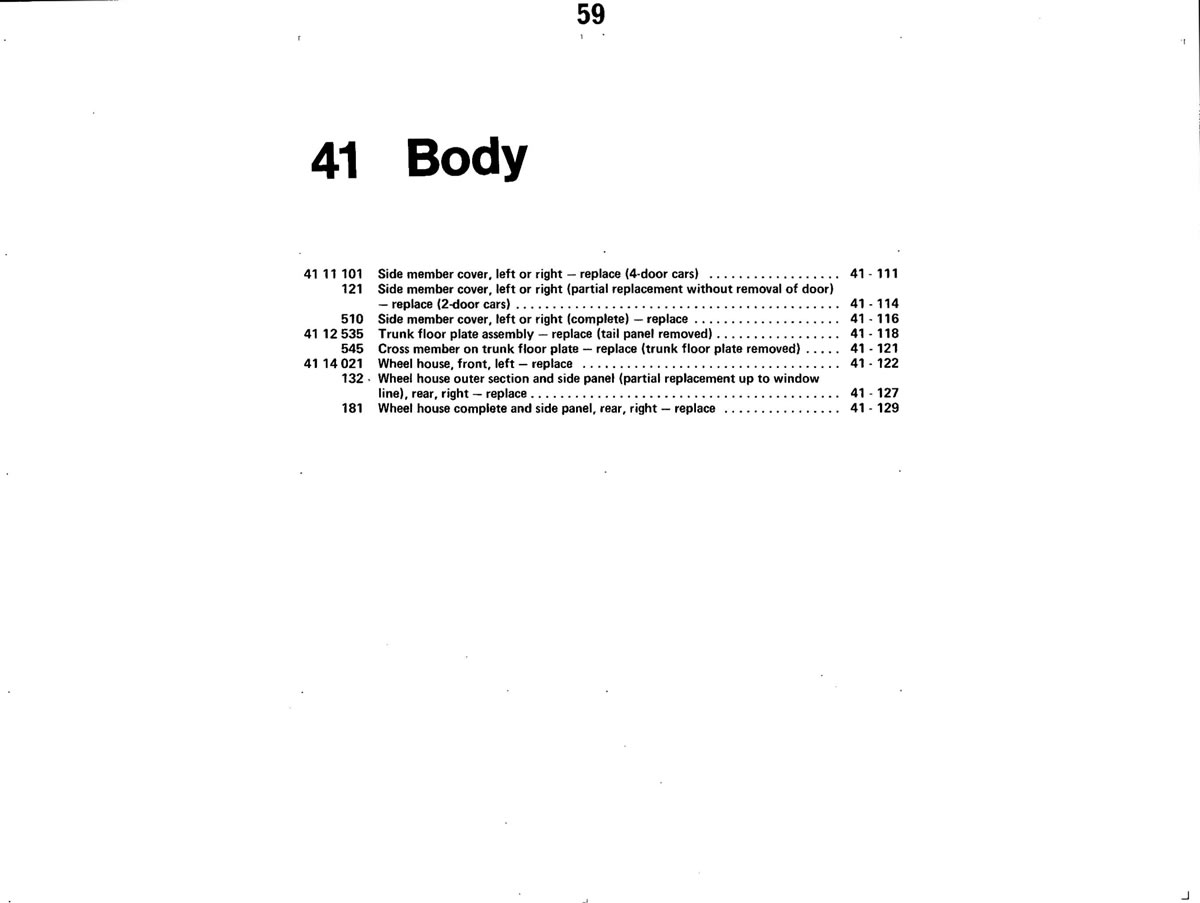 59
41 Body
41 11 101 Side member cover, left or right – replace (4-door cars) .................. 41 - 111
121 Side member cover, left or right (partial replacement without removal of door)
– replace (2-door cars) ............................................ 41 - 114
510 Side member cover, left or right (complete) – replace .................... 41 - 116
41 12 535 Trunk floor plate assembly – replace (tail panel removed) ................. 41 - 118
545 Cross member on trunk floor plate – replace (trunk floor plate removed) ..... 41 - 121
41 14 021 Wheel house, front, left – replace ................................... 41 - 122
132 Wheel house outer section and side panel (partial replacement up to window
line), rear, right – replace .......................................... 41 - 127
181 Wheel house complete and side panel, rear, right – replace ................ 41 - 129